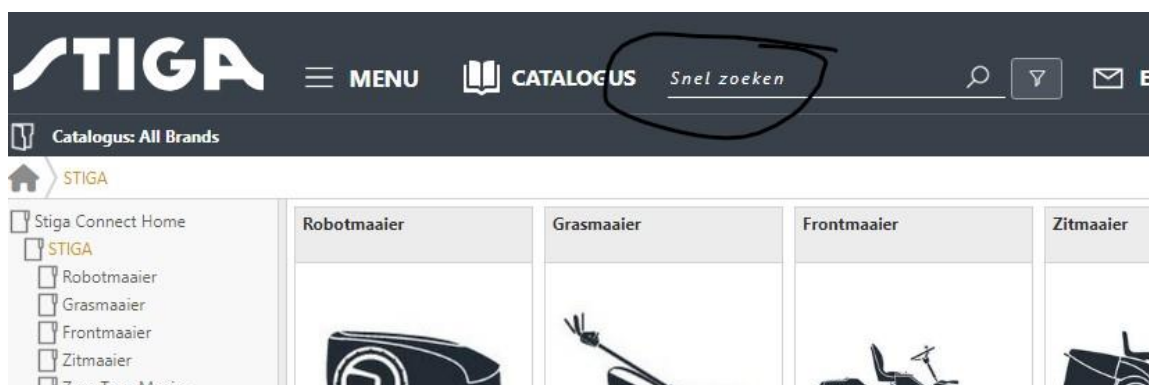 STIGA
MENU
CATALOGUS
Snel zoeken
Catalogus: All Brands
STIGA
Stiga Connect Home
STIGA
Robotmaaier
Grasmaaier
Frontmaaier
Zitmaaier
Robotmaaier
Grasmaaier
Frontmaaier
Zitmaaier